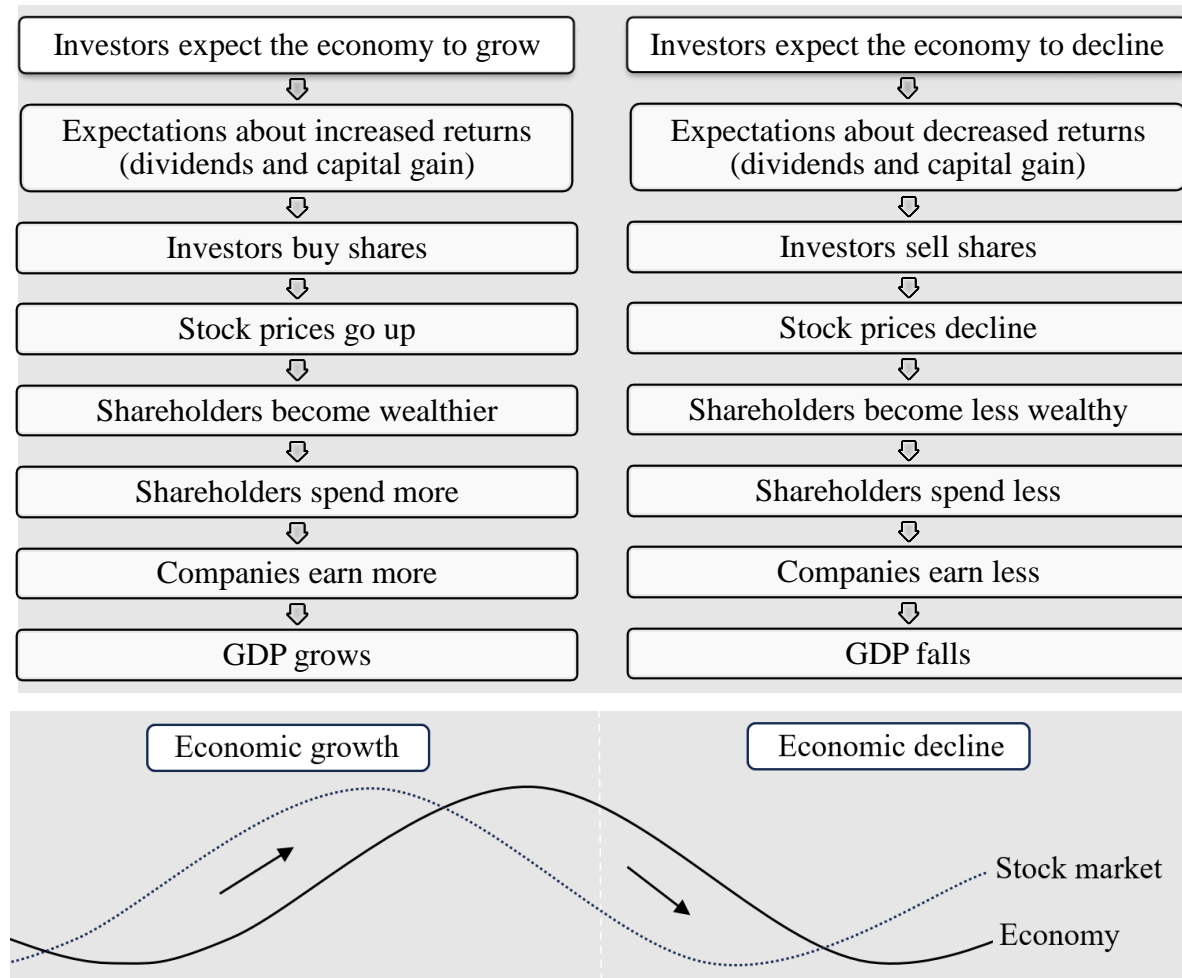 Investors expect the economy to grow
Expectations about increased returns
(dividends and capital gain)
Investors buy shares
Stock prices go up
Shareholders become wealthier
Shareholders spend more
Companies earn more
GDP grows
Investors expect the economy to decline
Expectations about decreased returns
(dividends and capital gain)
Investors sell shares
Stock prices decline
Shareholders become less wealthy
Shareholders spend less
Companies earn less
GDP falls
Economic growth
Economic decline
Stock market
Economy